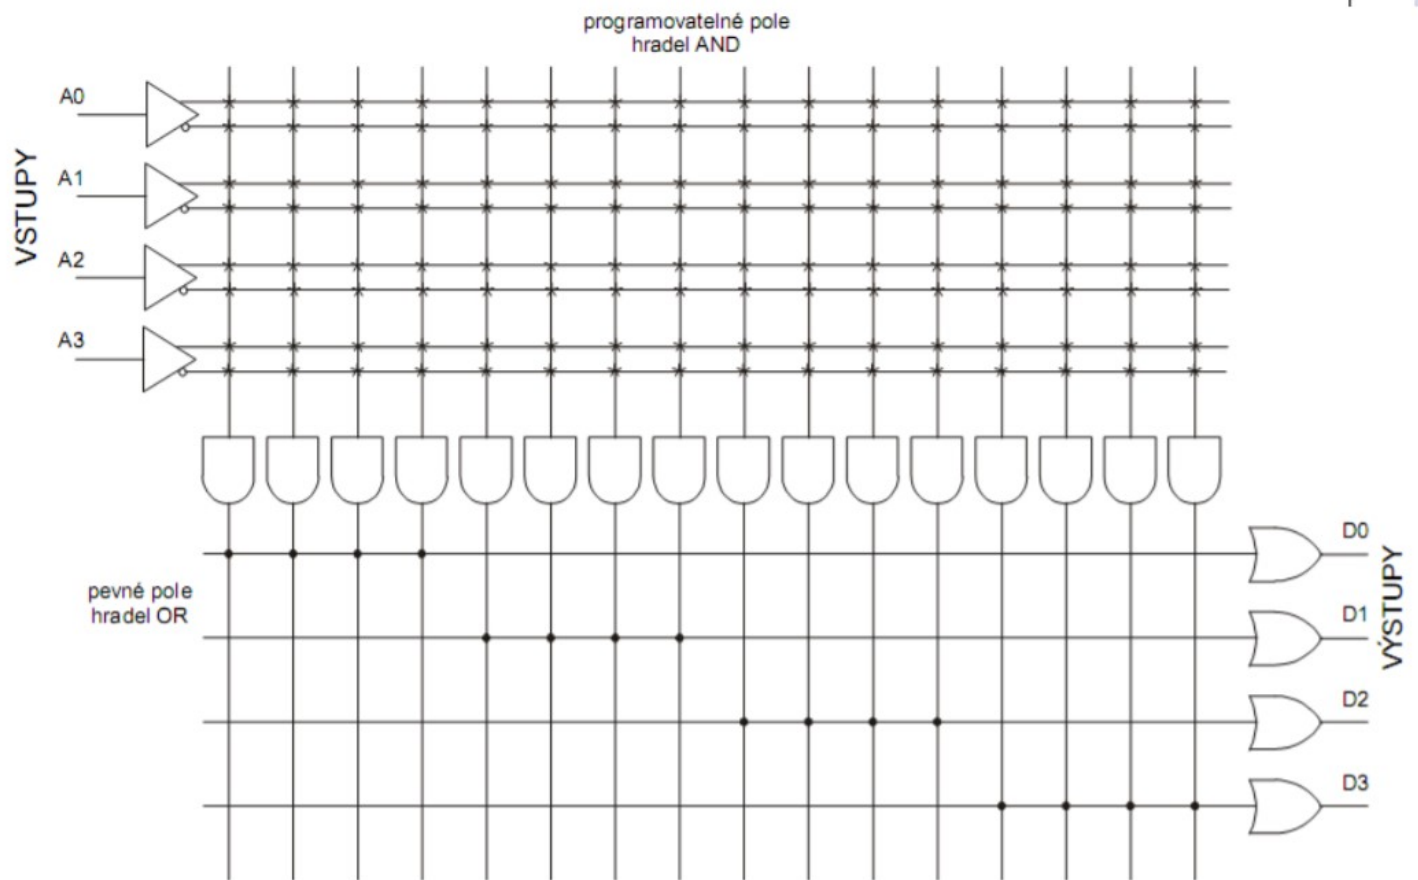 programovatelné pole
hradel AND
A0
A1
A2
A3
VSTUPY
D0
D1
D2
D3
VÝSTUPY
pevné pole
hradel OR